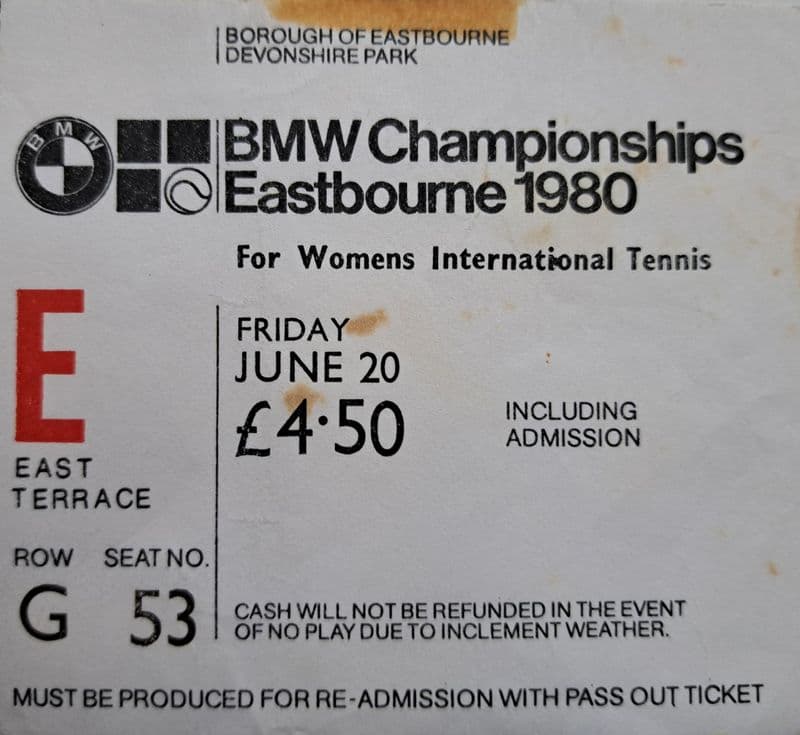 BOROUGH OF EASTBOURNE
DEVONSHIRE PARK
BMW
BMW Championships
Eastbourne 1980
For Womens International Tennis
E
EAST
TERRACE
FRIDAY
JUNE 20
£4·50
INCLUDING
ADMISSION
ROW SEAT NO.
G 53
CASH WILL NOT BE REFUNDED IN THE EVENT
OF NO PLAY DUE TO INCLEMENT WEATHER.
MUST BE PRODUCED FOR RE-ADMISSION WITH PASS OUT TICKET